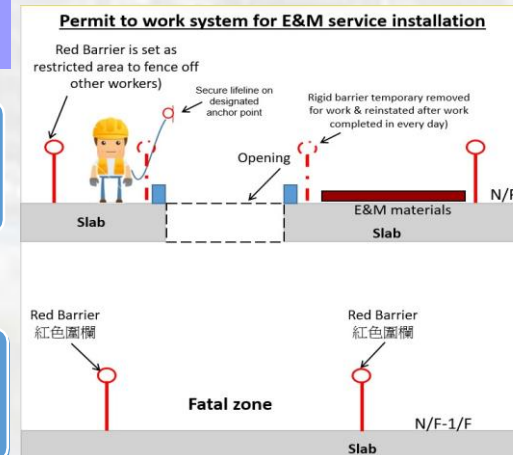 Permit to work system for E&M service installation
Red Barrier is set as
restricted area to fence off
other workers)
Secure lifeline on
designated
anchor point
Rigid barrier temporary removed
for work & reinstated after work
completed in every day)
Opening
N/F
E&M materials
Slab
Slab
Red Barrier
紅色圍欄
Red Barrier
紅色圍欄
Fatal zone
N/F-1/F
Slab